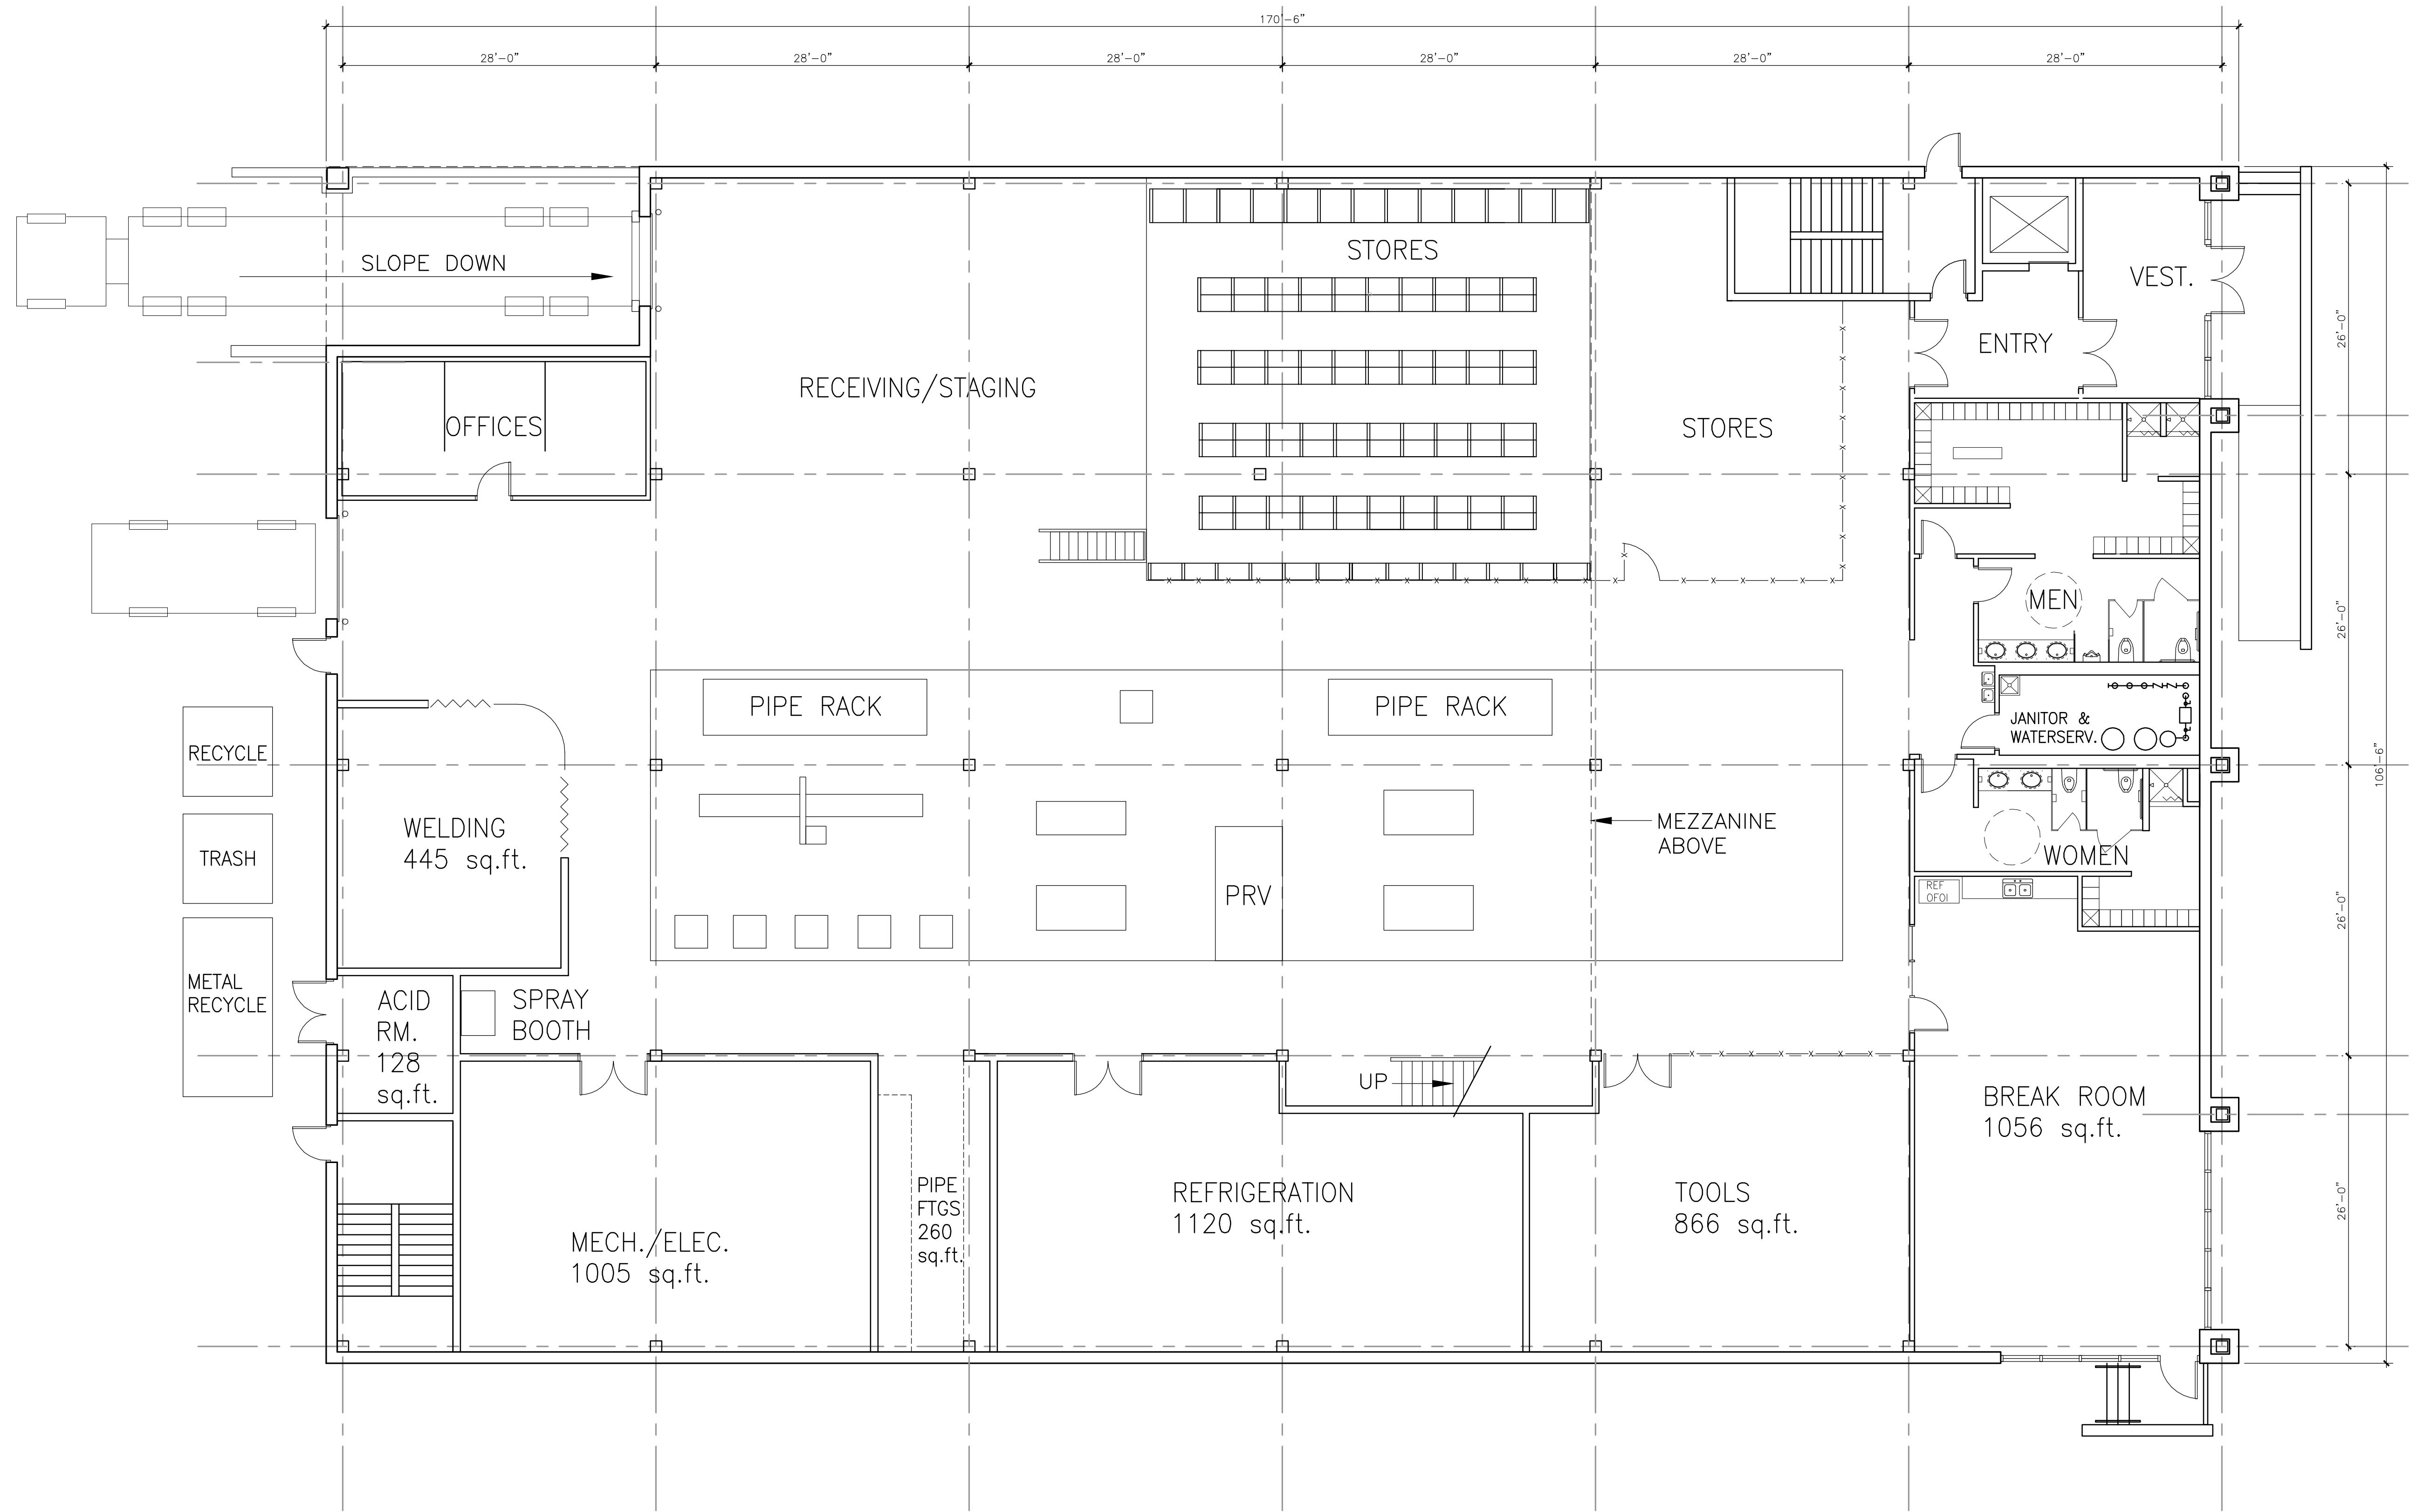 170'-6"
28'-0"
28'-0"
28'-0"
28'-0"
28'-0"
28'-0"
SLOPE DOWN
STORES
VEST.
26'-0"
ENTRY
RECEIVING/STAGING
OFFICES
STORES
MEN
26'-0"
PIPE RACK
PIPE RACK
JANITOR &
WATERSERV.
RECYCLE
106'-6"
WELDING
445 sq.ft.
MEZZANINE
ABOVE
TRASH
WOMEN
PRV
REF
OFOI
26'-0"
METAL
RECYCLE
ACID
RM.
128
sq.ft.
SPRAY
BOOTH
UP
BREAK ROOM
1056 sq.ft.
PIPE
FTGS
260
sq.ft.
REFRIGERATION
1120 sq.ft.
TOOLS
866 sq.ft.
26'-0"
MECH./ELEC.
1005 sq.ft.